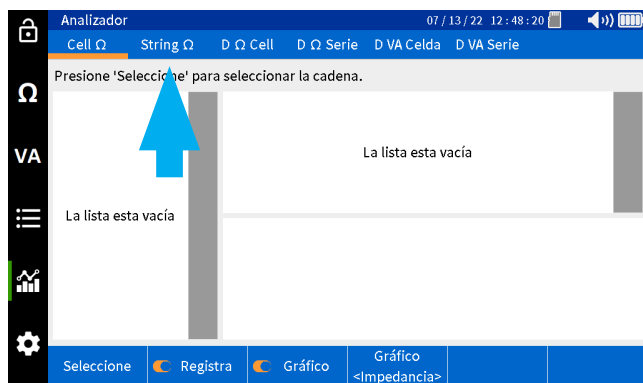 Analizador
07/13/22 12:48:20
Cell Ω String Ω D Ω Cell D Ω Serie D VA Celda D VA Serie
Presione 'Seleccione' para seleccionar la cadena.
Ω
VA
La lista esta vacía
La lista esta vacía
Seleccione Registra Gráfico Gráfico
<Impedancia>